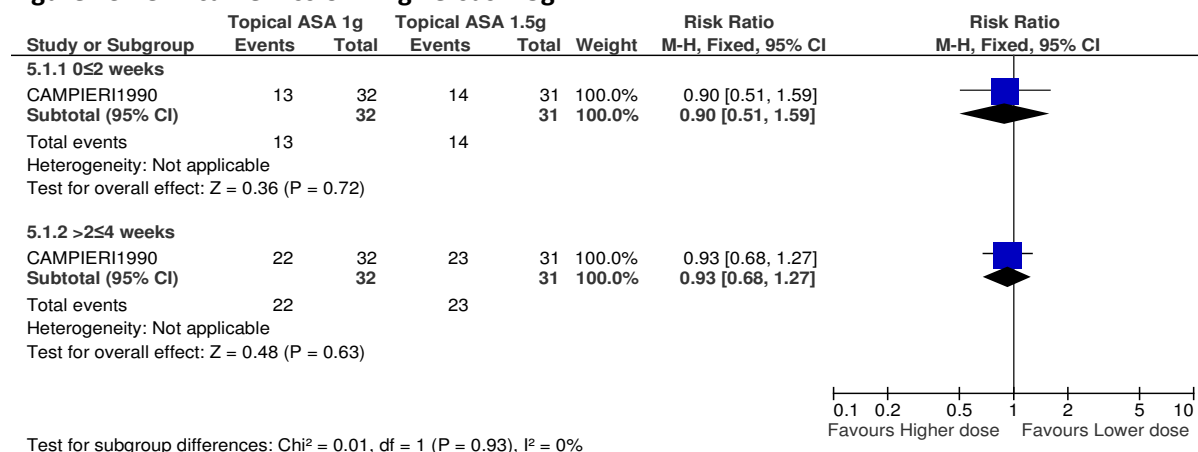 Topical ASA 1g Topical ASA 1.5g Risk Ratio Risk Ratio
Study or Subgroup Events Total Events Total Weight M-H, Fixed, 95% CI M-H, Fixed, 95% CI
5.1.1 0≤2 weeks
CAMPIERI1990 13 32 14 31 100.0% 0.90 [0.51, 1.59]
Subtotal (95% CI) 32 31 100.0% 0.90 [0.51, 1.59]
Total events 13 14
Heterogeneity: Not applicable
Test for overall effect: Z = 0.36 (P = 0.72)
5.1.2 >2≤4 weeks
CAMPIERI1990 22 32 23 31 100.0% 0.93 [0.68, 1.27]
Subtotal (95% CI) 32 31 100.0% 0.93 [0.68, 1.27]
Total events 22 23
Heterogeneity: Not applicable
Test for overall effect: Z = 0.48 (P = 0.63)
0.1 0.2 0.5 1 2 5 10
Favours Higher dose Favours Lower dose
Test for subgroup differences: Chi² = 0.01, df = 1 (P = 0.93), I² = 0%